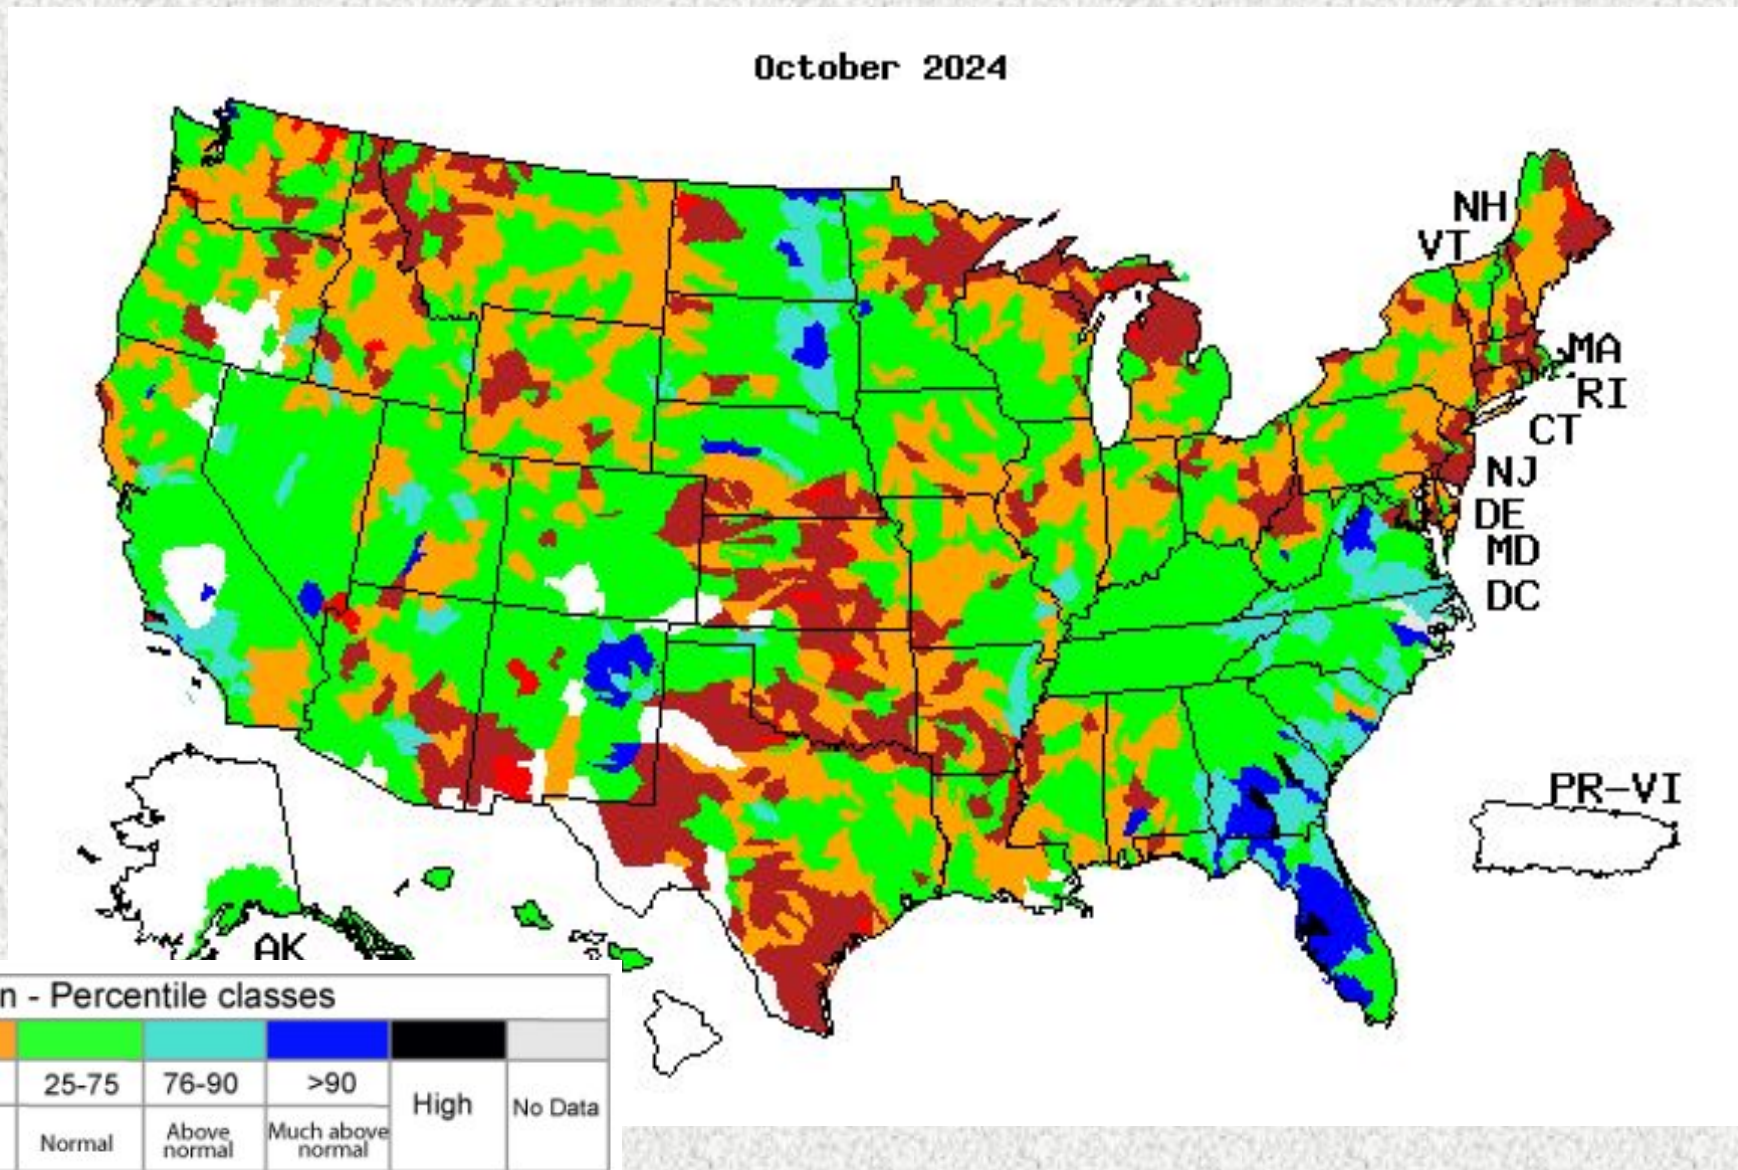 October 2024
NH
VT
MA
RI
CT
NJ
DE
MD
DC
PR-VI
AK
n - Percentile classes
25-75 76-90 >90 High No Data
Normal Above normal Much above normal